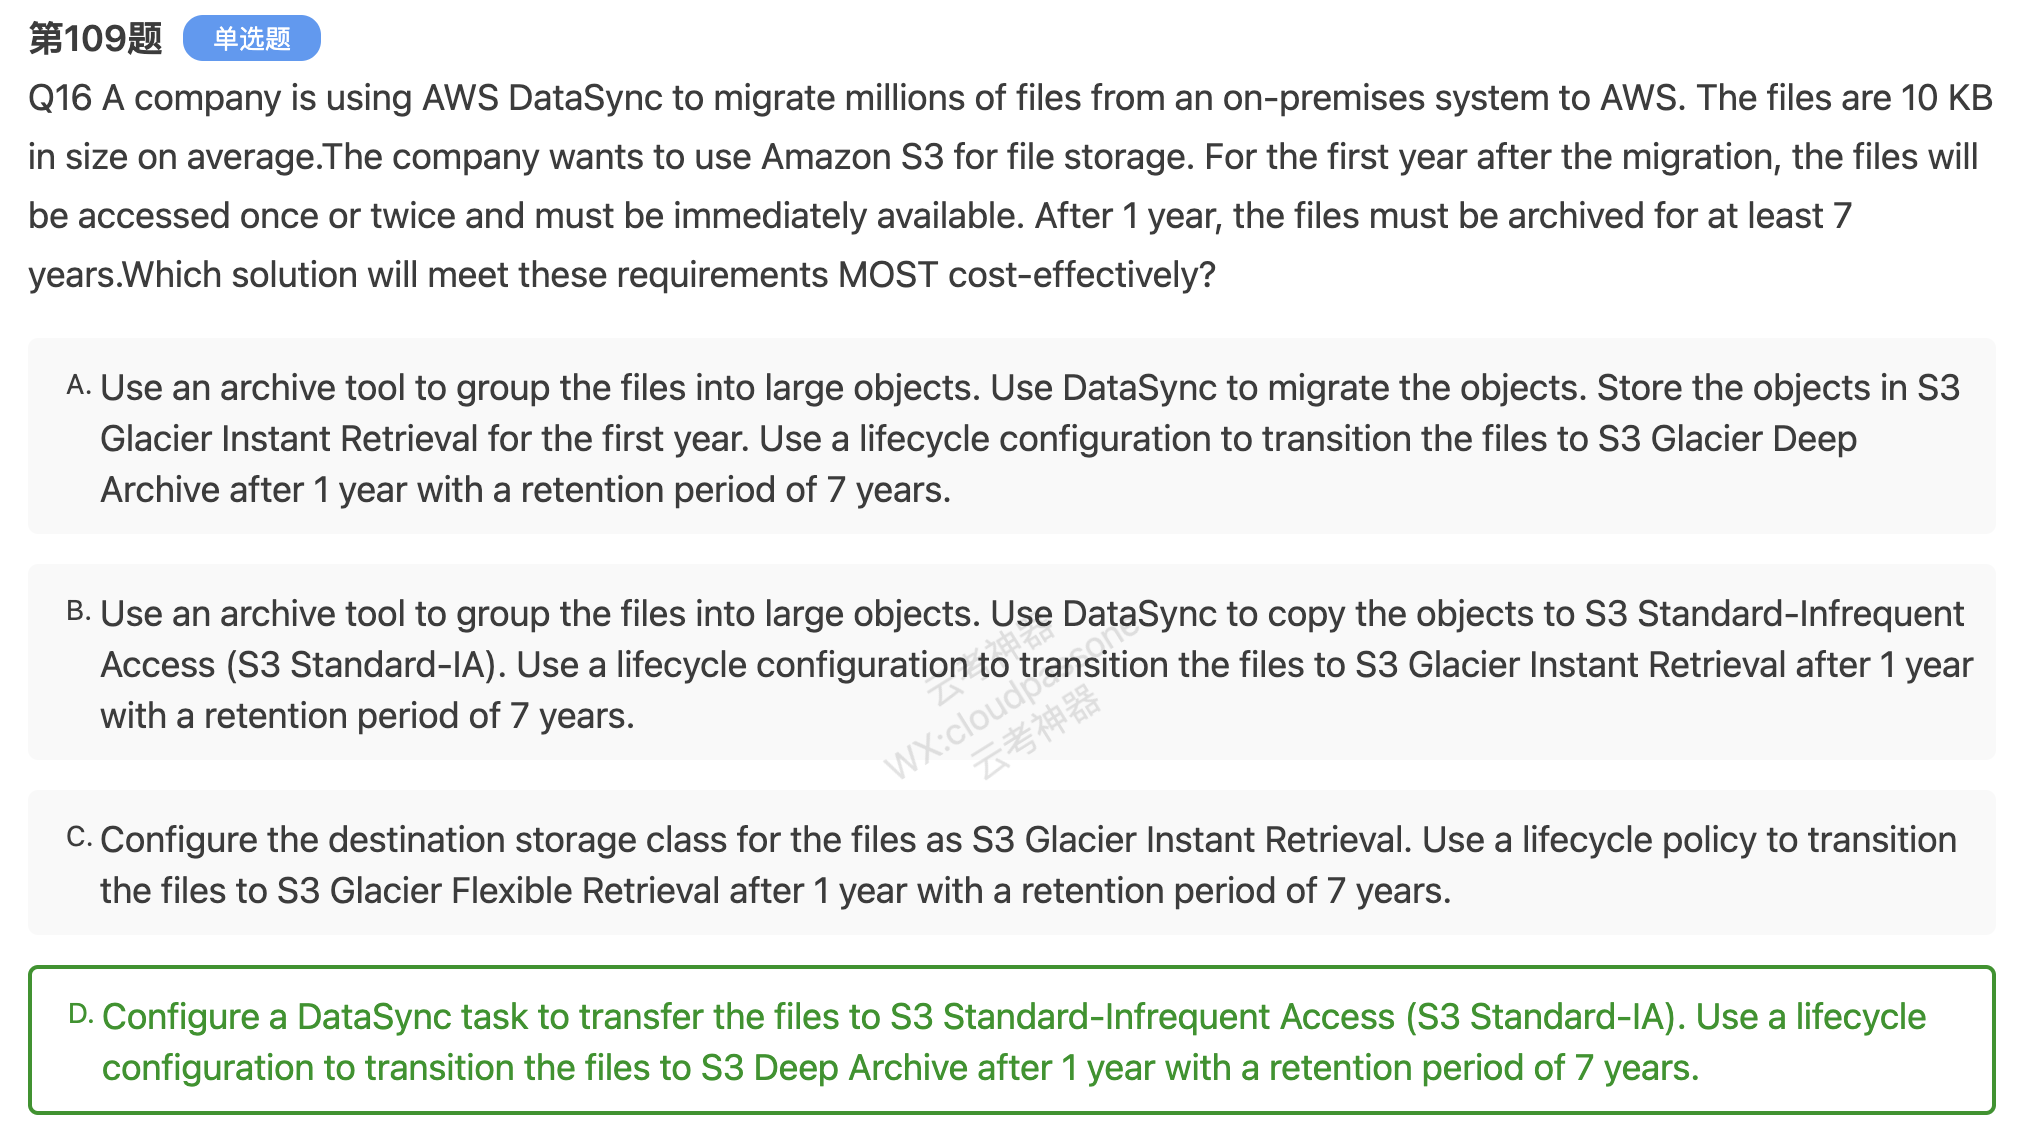 第109题 单选题
Q16 A company is using AWS DataSync to migrate millions of files from an on-premises system to AWS. The files are 10 KB
in size on average.The company wants to use Amazon S3 for file storage. For the first year after the migration, the files will
be accessed once or twice and must be immediately available. After 1 year, the files must be archived for at least 7
years.Which solution will meet these requirements MOST cost-effectively?
A. Use an archive tool to group the files into large objects. Use DataSync to migrate the objects. Store the objects in S3
Glacier Instant Retrieval for the first year. Use a lifecycle configuration to transition the files to S3 Glacier Deep
Archive after 1 year with a retention period of 7 years.
B. Use an archive tool to group the files into large objects. Use DataSync to copy the objects to S3 Standard-Infrequent
Access (S3 Standard-IA). Use a lifecycle configuration to transition the files to S3 Glacier Instant Retrieval after 1 year
with a retention period of 7 years.
云考神器
WX:cloudpassone
云考神器
C. Configure the destination storage class for the files as S3 Glacier Instant Retrieval. Use a lifecycle policy to transition
the files to S3 Glacier Flexible Retrieval after 1 year with a retention period of 7 years.
D. Configure a DataSync task to transfer the files to S3 Standard-Infrequent Access (S3 Standard-IA). Use a lifecycle
configuration to transition the files to S3 Deep Archive after 1 year with a retention period of 7 years.